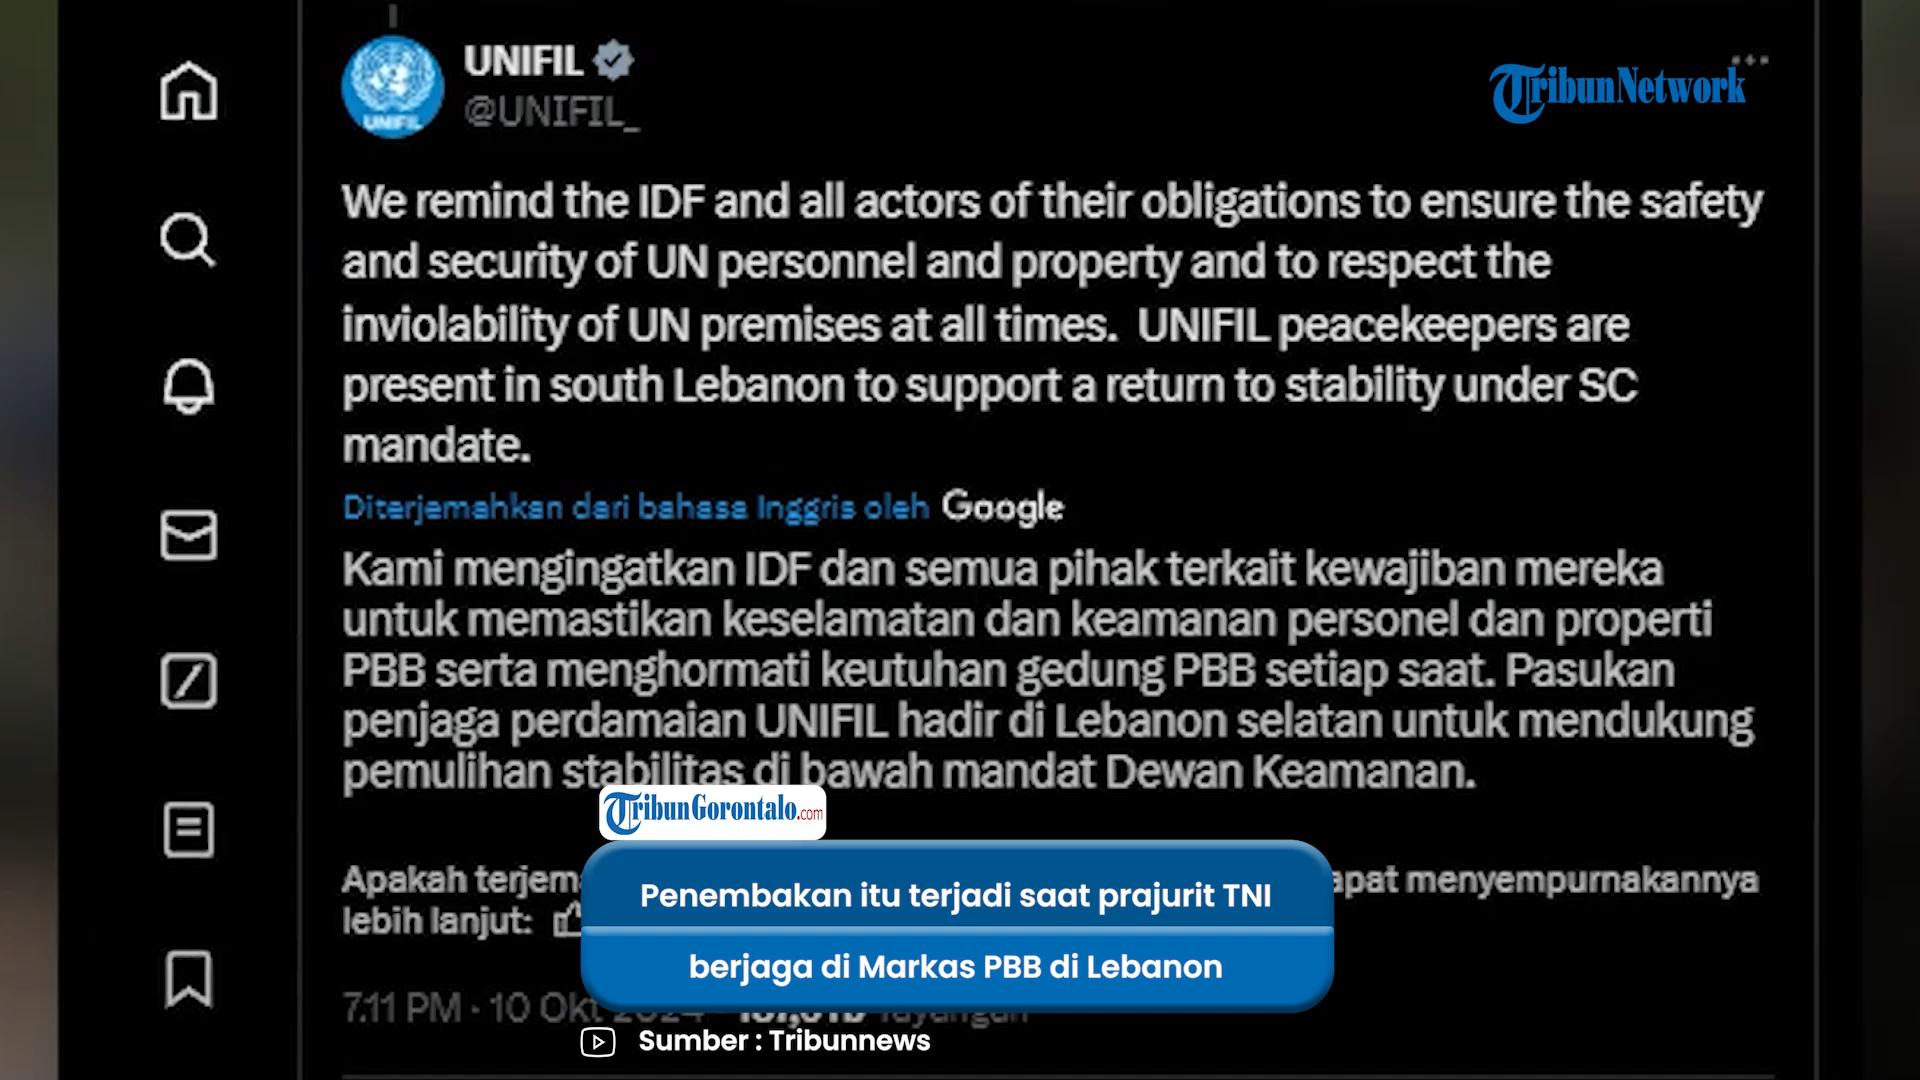 UNIFIL
@UNIFIL_
TribunNetwork
UNIFIL
We remind the IDF and all actors of their obligations to ensure the safety
and security of UN personnel and property and to respect the
inviolability of UN premises at all times. UNIFIL peacekeepers are
present in south Lebanon to support a return to stability under SC
mandate.
Diterjemahkan dari bahasa Inggris oleh Google
Kami mengingatkan IDF dan semua pihak terkait kewajiban mereka
untuk memastikan keselamatan dan keamanan personel dan properti
PBB serta menghormati keutuhan gedung PBB setiap saat. Pasukan
penjaga perdamaian UNIFIL hadir di Lebanon selatan untuk mendukung
pemulihan stabilitas di bawah mandat Dewan Keamanan.
TribunGorontalo.com
Apakah menyempurnakannya
lebih lanjut:
Penembakan itu terjadi saat prajurit TNI
berjaga di Markas PBB di Lebanon
7.11 PM · 10 Okt 2024 tayangan
Sumber : Tribunnews